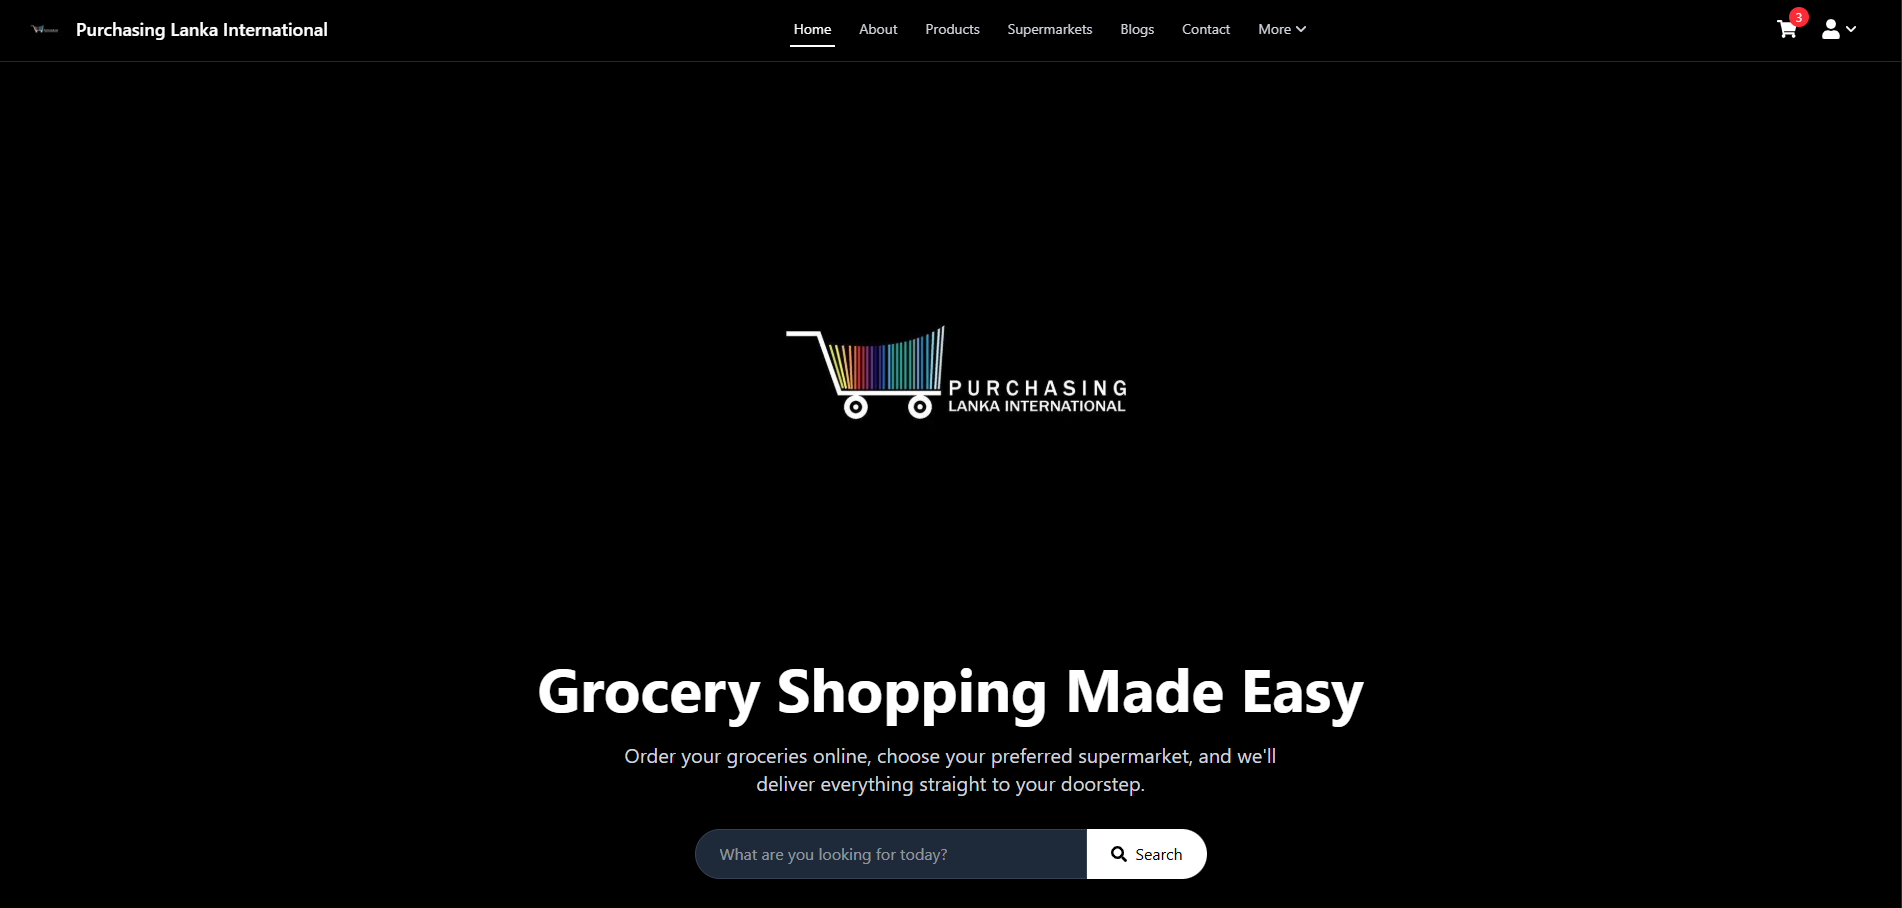 Purchasing Lanka International
Home About Products Supermarkets Blogs Contact More
3
PURCHASING
LANKA INTERNATIONAL
Grocery Shopping Made Easy
Order your groceries online, choose your preferred supermarket, and we'll
deliver everything straight to your doorstep.
What are you looking for today?
Search